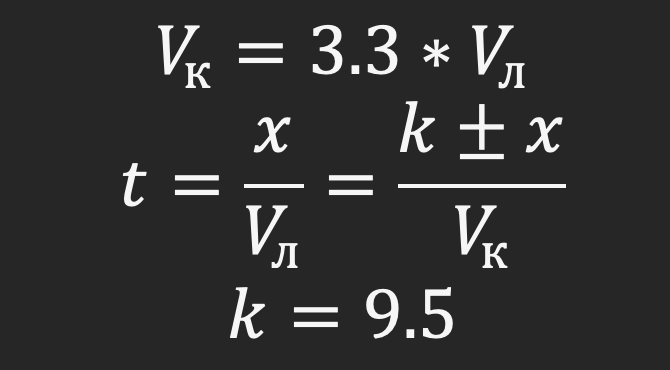 Vк = 3.3 * Vл
t = x/Vл = (k ± x)/Vк
k = 9.5